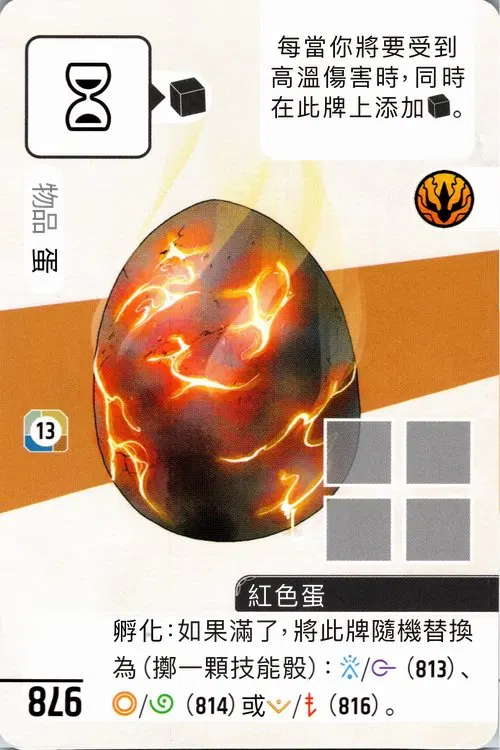 每當你將要受到
高溫傷害時,同時
在此牌上添加。
物品 蛋
13
紅色蛋
孵化:如果滿了,將此牌隨機替換
為(擲一顆技能骰):/(813)、
/(814)或/(816)。
978